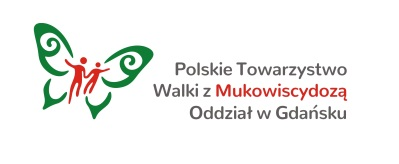 Polskie Towarzystwo
Walki z Mukowiscydozą
Oddział w Gdańsku